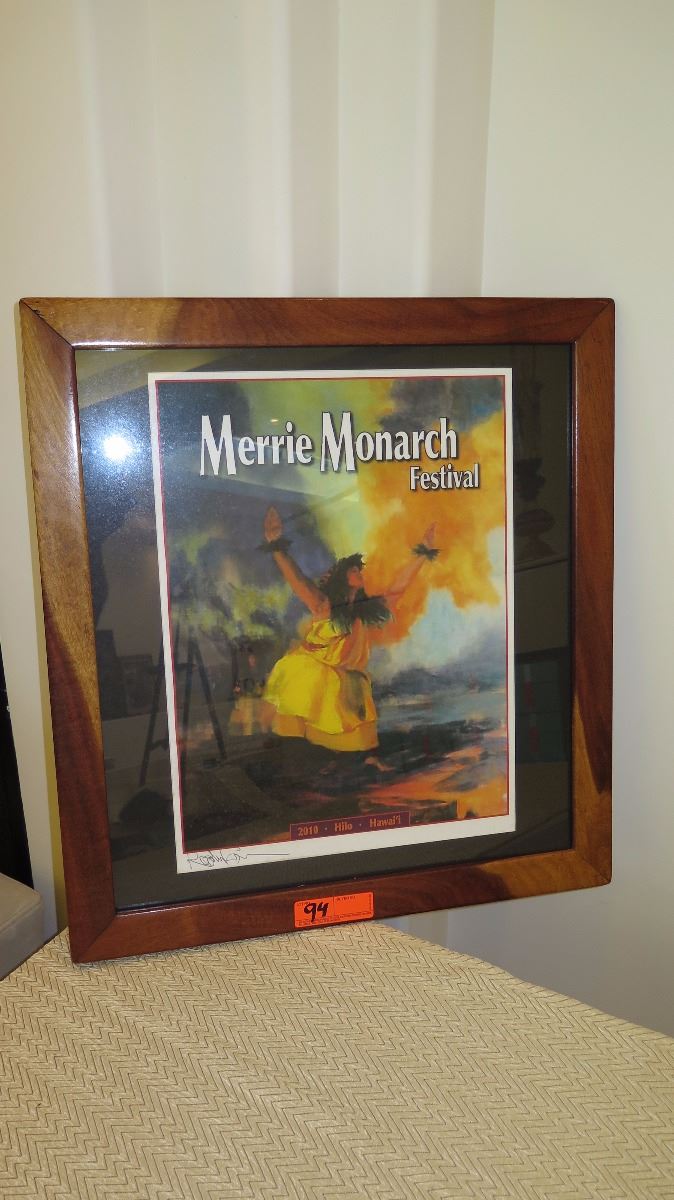 Merrie Monarch
Festival
2010 · Hilo · Hawai'i
94